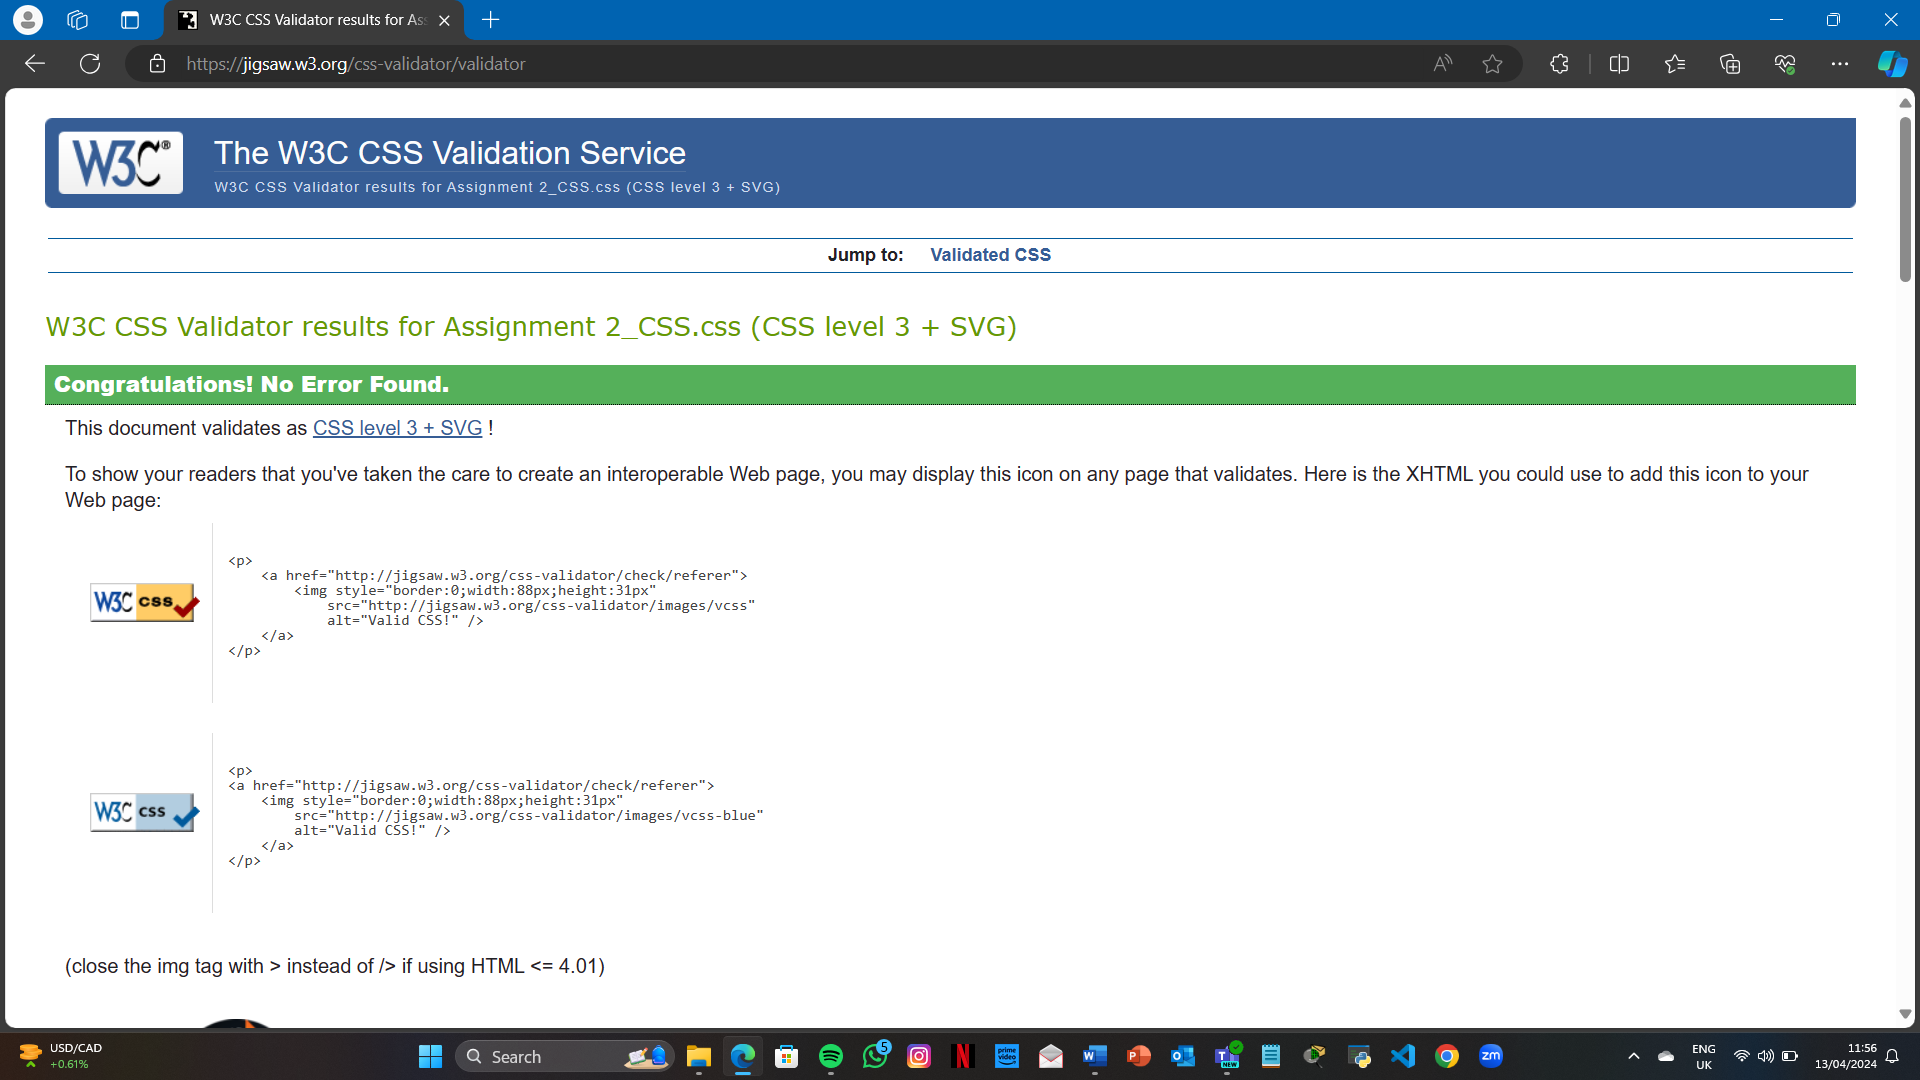 W3C CSS Validator results for As
https://jigsaw.w3.org/css-validator/validator
W3C®
The W3C CSS Validation Service
W3C CSS Validator results for Assignment 2_CSS.css (CSS level 3 + SVG)
Jump to: Validated CSS
W3C CSS Validator results for Assignment 2_CSS.css (CSS level 3 + SVG)
Congratulations! No Error Found.
This document validates as CSS level 3 + SVG !
To show your readers that you've taken the care to create an interoperable Web page, you may display this icon on any page that validates. Here is the XHTML you could use to add this icon to your
Web page:
W3C css
<p>
<a href="http://jigsaw.w3.org/css-validator/check/referer">
<img style="border:0;width:88px;height:31px"
src="http://jigsaw.w3.org/css-validator/images/vcss"
alt="Valid CSS!" />
</a>
</p>
W3C css
<p>
<a href="http://jigsaw.w3.org/css-validator/check/referer">
<img style="border:0;width:88px;height:31px"
src="http://jigsaw.w3.org/css-validator/images/vcss-blue"
alt="Valid CSS!" />
</a>
</p>
(close the img tag with > instead of /> if using HTML <= 4.01)
USD/CAD
+0.61%
Search
5
N
prime
video
W
P
NEW
zm
ENG
UK
11:56
13/04/2024